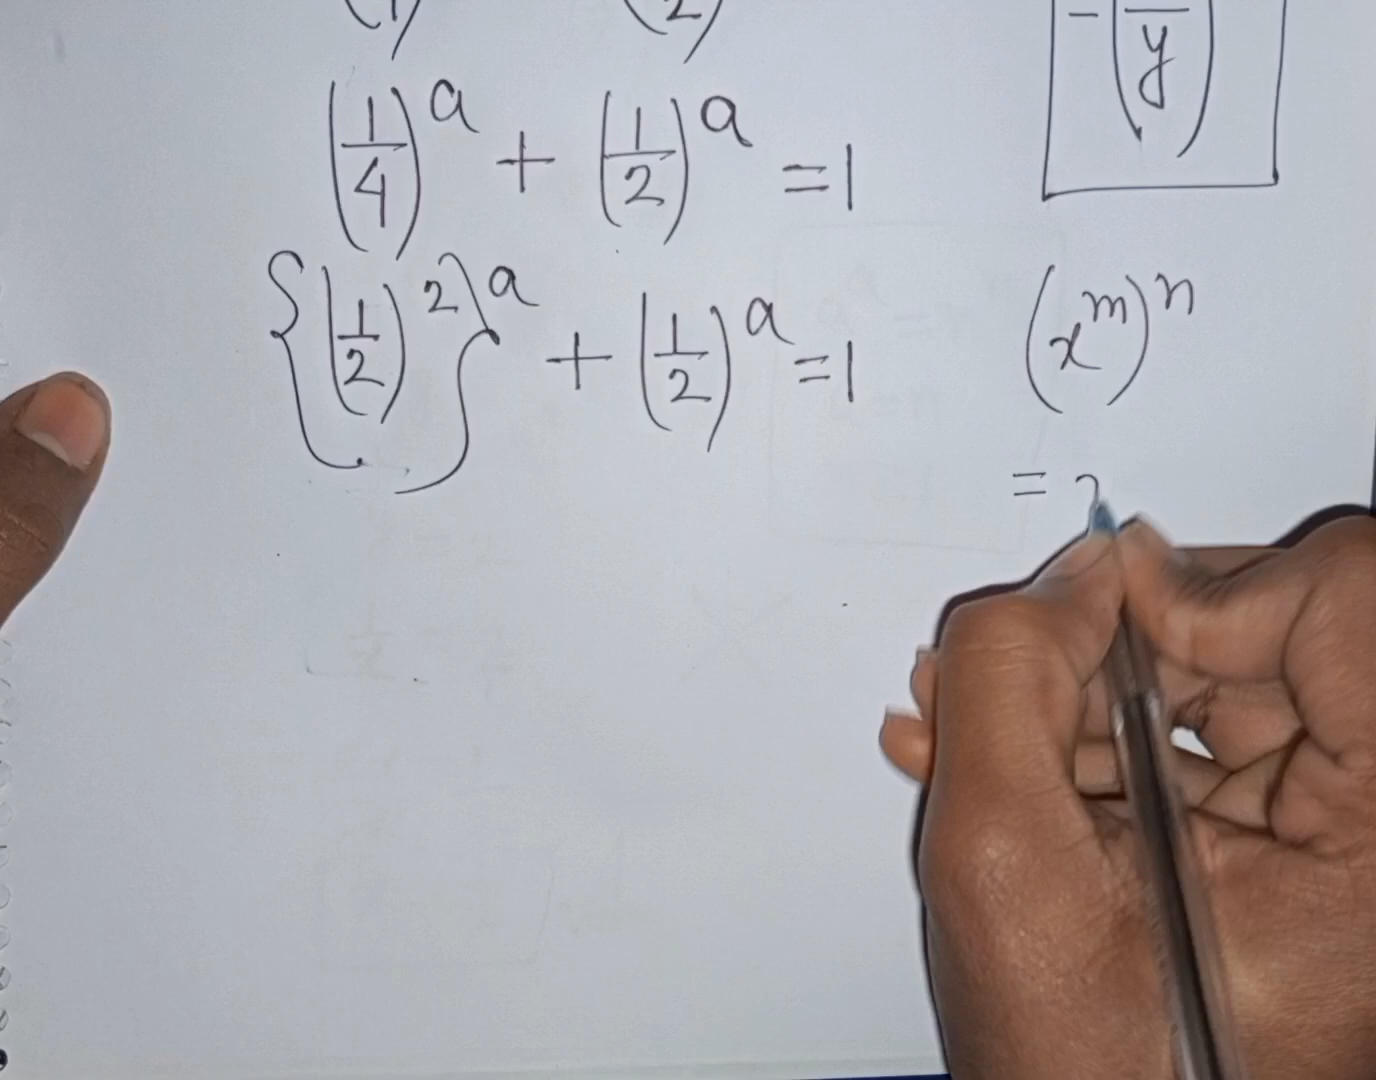 (1/4)^a + (1/2)^a = 1
{(1/2)^2}^a + (1/2)^a = 1
- (‾/y)
(x^m)^n
=